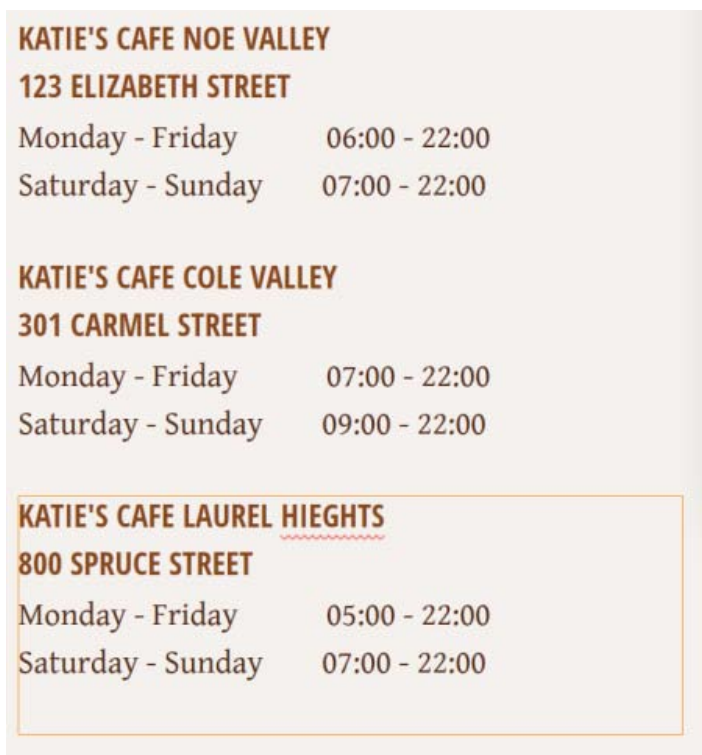 KATIE'S CAFE NOE VALLEY
123 ELIZABETH STREET
Monday - Friday 06:00 - 22:00
Saturday - Sunday 07:00 - 22:00
KATIE'S CAFE COLE VALLEY
301 CARMEL STREET
Monday - Friday 07:00 - 22:00
Saturday - Sunday 09:00 - 22:00
KATIE'S CAFE LAUREL HIEGHTS
800 SPRUCE STREET
Monday - Friday 05:00 - 22:00
Saturday - Sunday 07:00 - 22:00